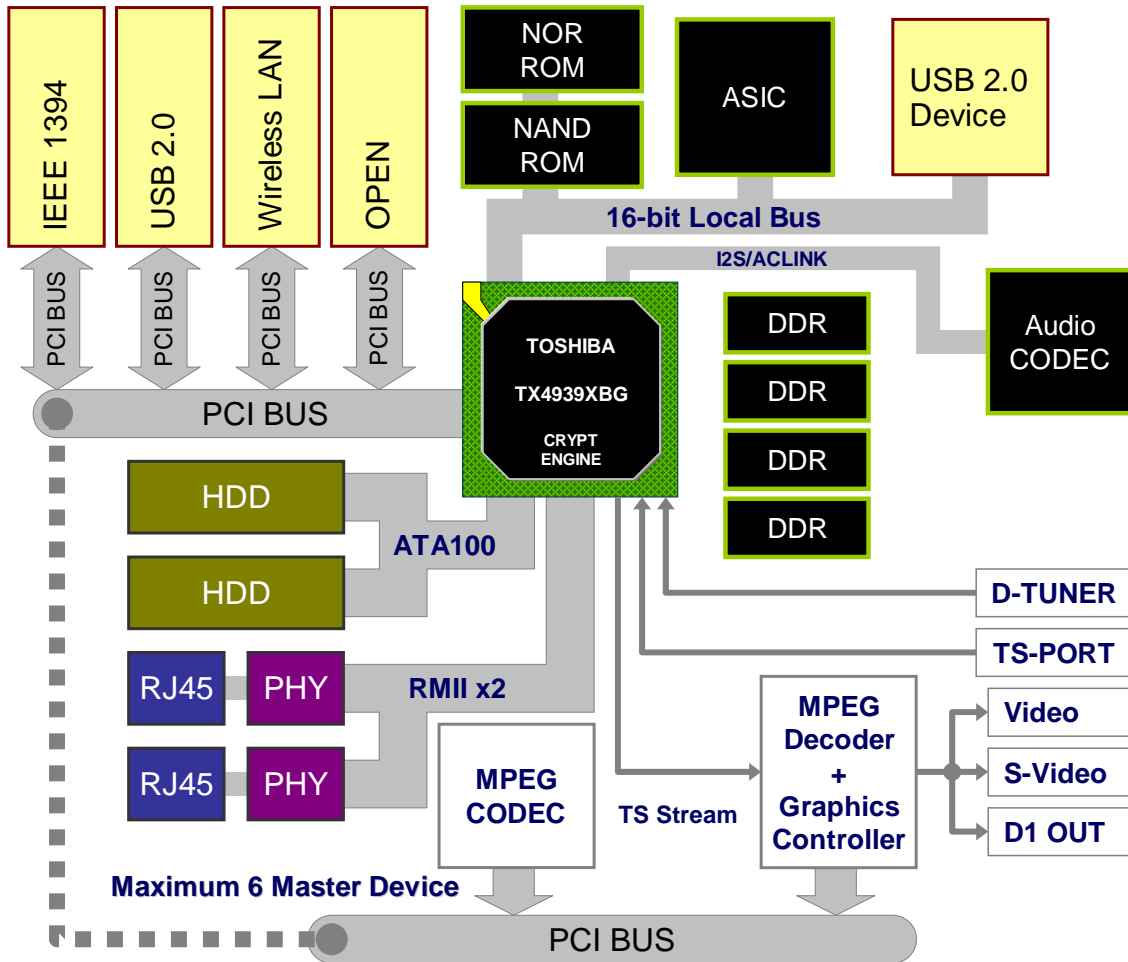 IEEE 1394
USB 2.0
Wireless LAN
OPEN
NOR
ROM
NAND
ROM
ASIC
USB 2.0
Device
16-bit Local Bus
I2S/ACLINK
PCI BUS
PCI BUS
PCI BUS
PCI BUS
TOSHIBA
TX4939XBG
CRYPT
ENGINE
DDR
DDR
DDR
DDR
Audio
CODEC
PCI BUS
HDD
HDD
ATA100
RJ45
PHY
RMII x2
RJ45
PHY
D-TUNER
TS-PORT
MPEG
CODEC
TS Stream
MPEG
Decoder
+
Graphics
Controller
Video
S-Video
D1 OUT
Maximum 6 Master Device
PCI BUS